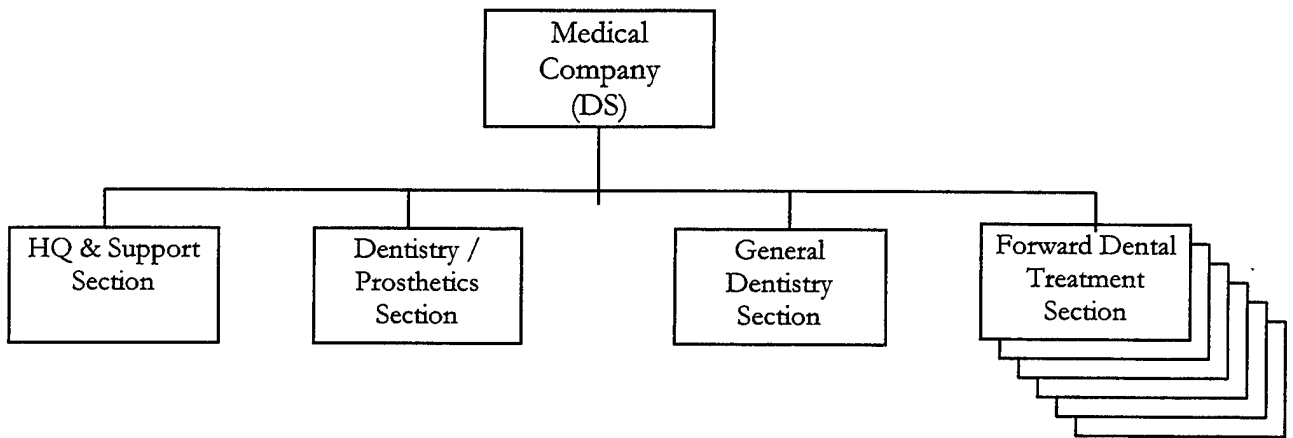 Medical
Company
(DS)
HQ & Support
Section
Dentistry /
Prosthetics
Section
General
Dentistry
Section
Forward Dental
Treatment
Section